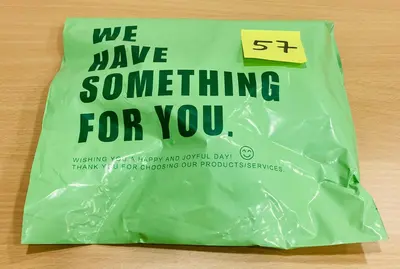 WE
HAVE
SOMETHING
FOR YOU.
57
WISHING YOU A HAPPY AND JOYFUL DAY!
THANK YOU FOR CHOOSING OUR PRODUCTS/SERVICES.